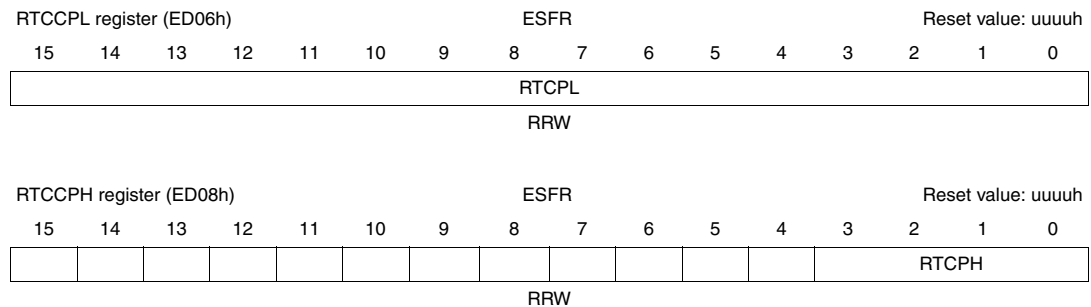 RTCCPL register (ED06h) ESFR Reset value: uuuuh
15 14 13 12 11 10 9 8 7 6 5 4 3 2 1 0
RTCPL
RRW
RTCCPH register (ED08h) ESFR Reset value: uuuuh
15 14 13 12 11 10 9 8 7 6 5 4 3 2 1 0
RTCPH
RRW